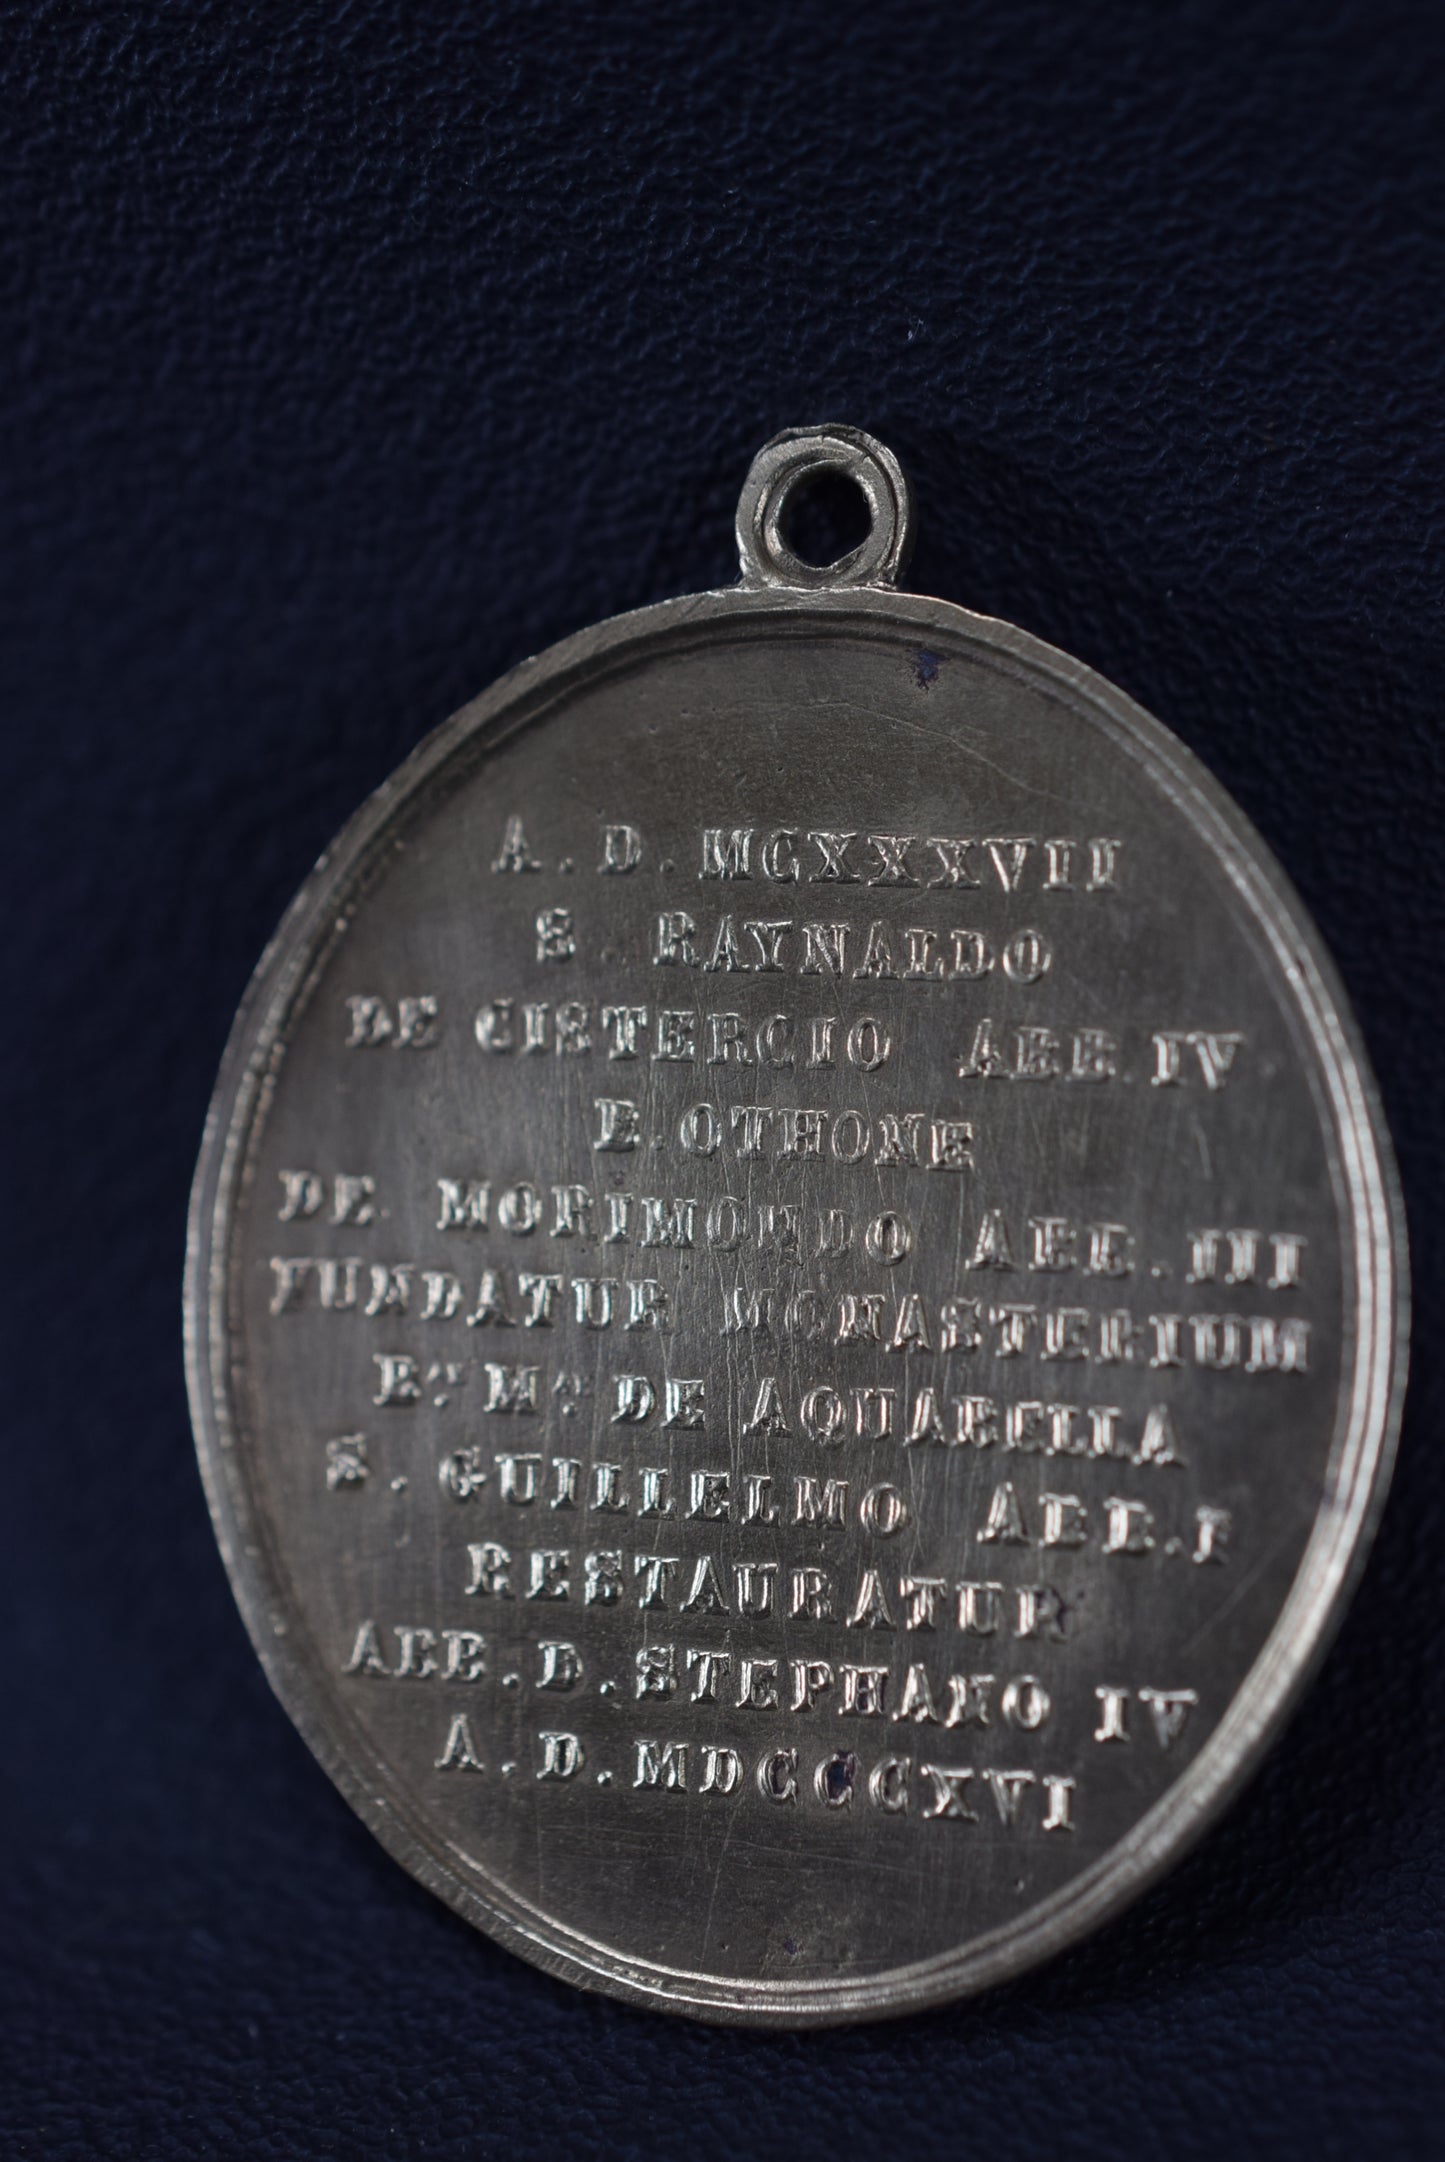 A. D. MCXXXVII
S. RAYNALDO
DE CISTERCIO ABB. IV
B. OTHONE
DE MORIMONDO ABB. III
FUNDATUR MONASTERIUM
DE AQUABELLA
S. GUILLELMO ABB. I
RESTAURATUR
ABB. D. STEPHANO IV
A. D. MDCCCXVI